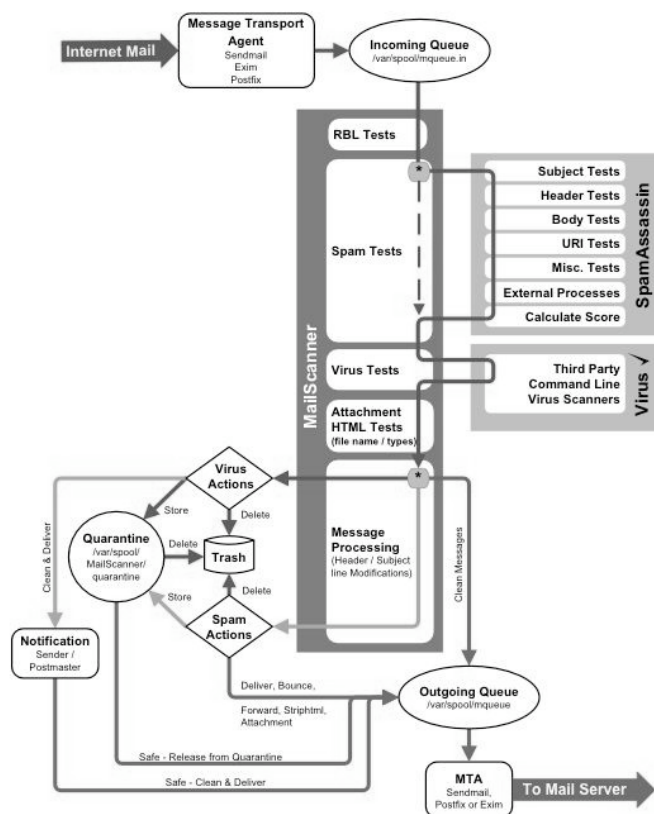 Message Transport
Agent
Sendmail
Exim
Postfix
Internet Mail
Incoming Queue
/var/spool/mqueue.in
MailScanner
RBL Tests
*
Spam Tests
Subject Tests
Header Tests
Body Tests
URI Tests
Misc. Tests
External Processes
Calculate Score
SpamAssassin
Virus Tests
Third Party
Command Line
Virus Scanners
Virus ✓
Attachment
HTML Tests
(file name / types)
*
Virus
Actions
Message
Processing
(Header / Subject
line Modifications)
Clean Messages
Clean & Deliver
Store
Delete
Quarantine
/var/spool/
MailScanner/
quarantine
Delete
Trash
Delete
Store
Spam
Actions
Notification
Sender /
Postmaster
Deliver, Bounce,
Forward, Striphtml,
Attachment
Outgoing Queue
/var/spool/mqueue
Safe - Release from Quarantine
Safe - Clean & Deliver
MTA
Sendmail,
Postfix or Exim
To Mail Server